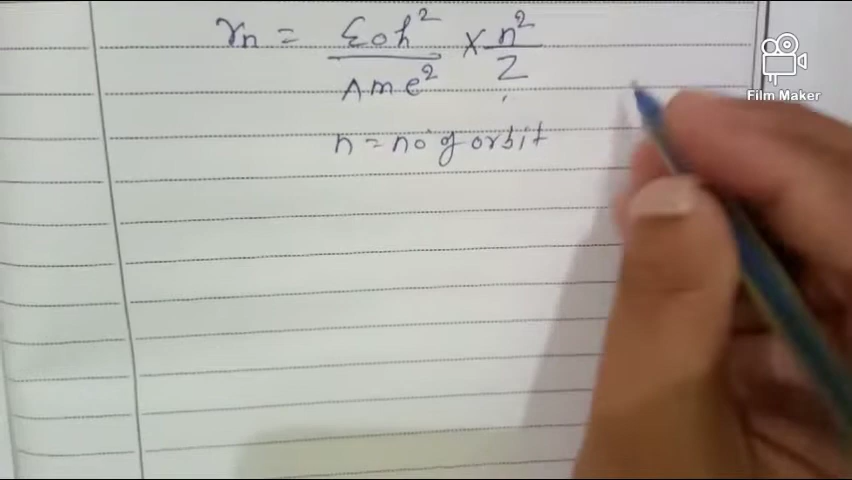 rn = ε0h² / πme² × n² / Z
n = no of orbit
Film Maker